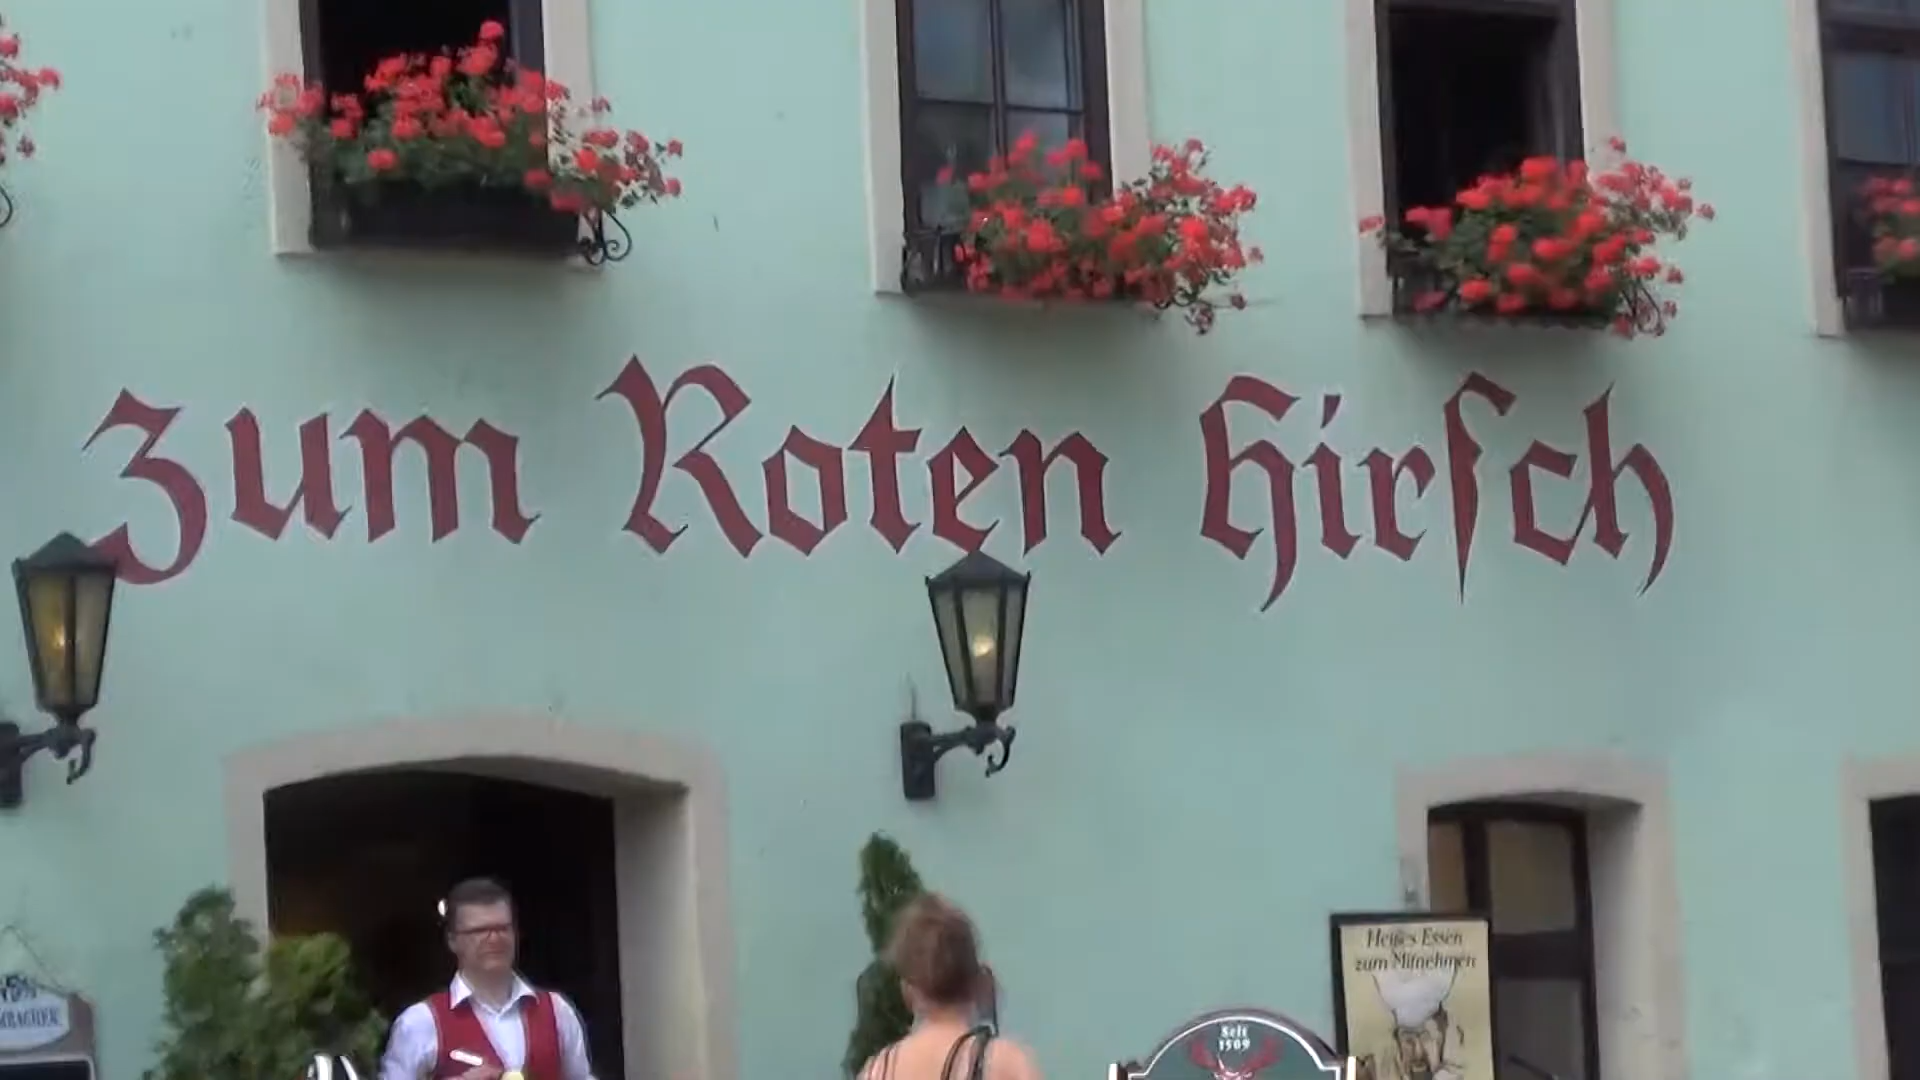 Zum Roten Hirſch
Heißes Essen
zum Mitnehmen
Seit
1509